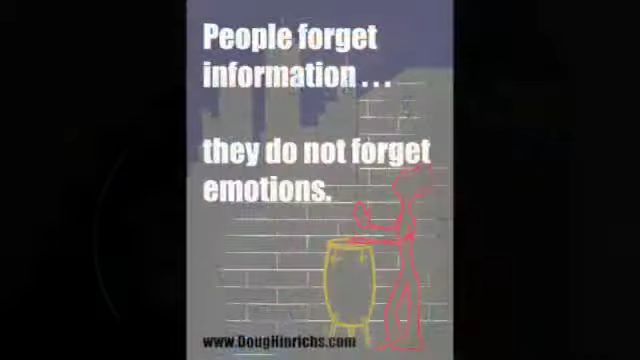 People forget
information . . .
they do not forget
emotions.
www.DougHinrichs.com